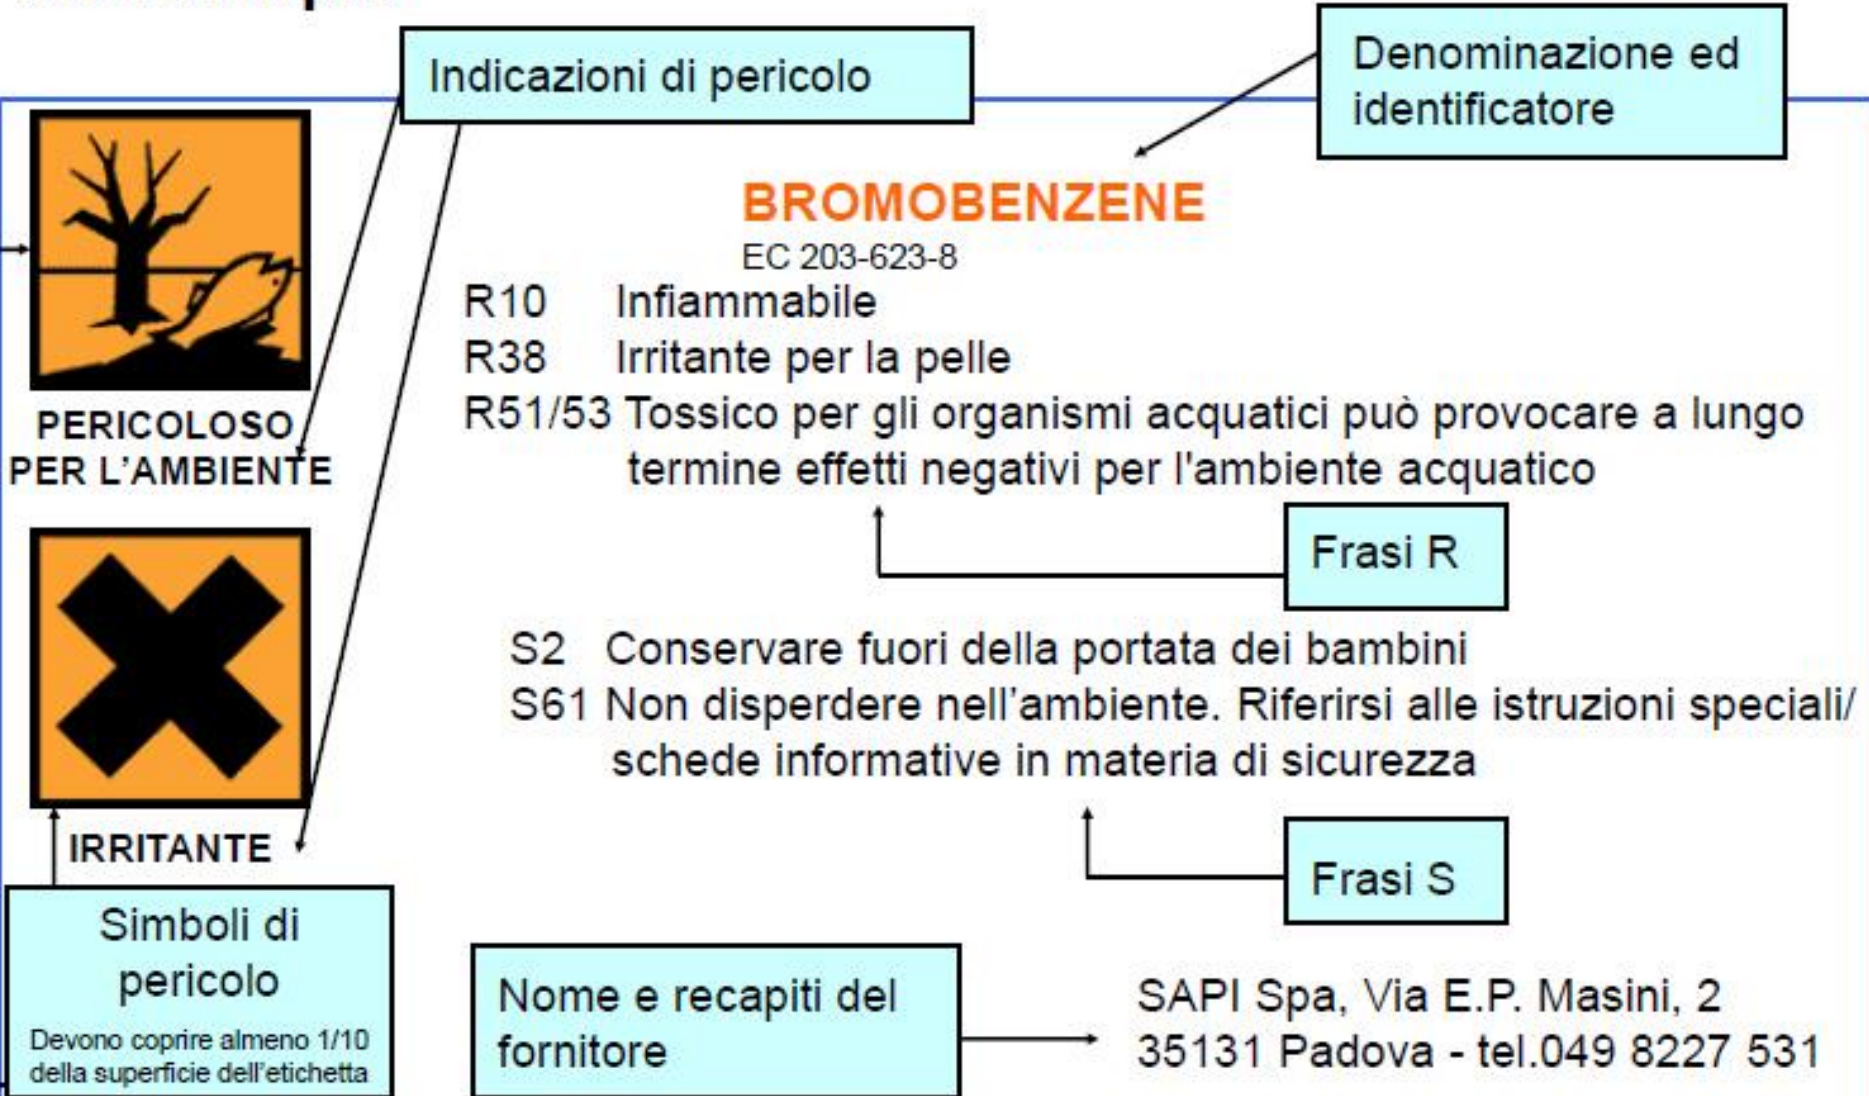 Indicazioni di pericolo
Denominazione ed
identificatore
BROMOBENZENE
EC 203-623-8
R10 Infiammabile
R38 Irritante per la pelle
R51/53 Tossico per gli organismi acquatici può provocare a lungo
termine effetti negativi per l'ambiente acquatico
PERICOLOSO
PER L'AMBIENTE
Frasi R
S2 Conservare fuori della portata dei bambini
S61 Non disperdere nell'ambiente. Riferirsi alle istruzioni speciali/
schede informative in materia di sicurezza
IRRITANTE
Frasi S
Simboli di
pericolo
Devono coprire almeno 1/10
della superficie dell'etichetta
Nome e recapiti del
fornitore
SAPI Spa, Via E.P. Masini, 2
35131 Padova - tel.049 8227 531